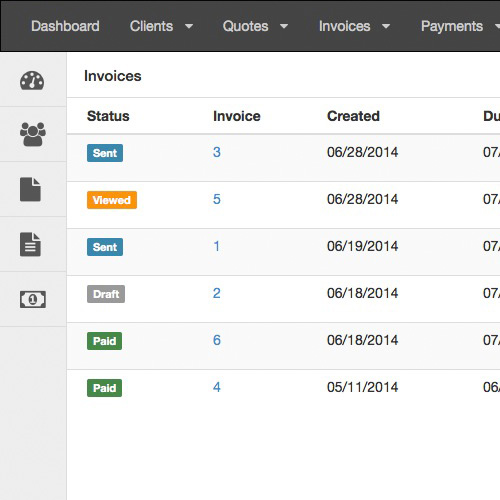 Dashboard Clients Quotes Invoices Payments
Invoices
Status Invoice Created Du
Sent 3 06/28/2014 07/
Viewed 5 06/28/2014 07/
Sent 1 06/19/2014 07/
Draft 2 06/18/2014 07/
Paid 6 06/18/2014 07/
Paid 4 05/11/2014 06/